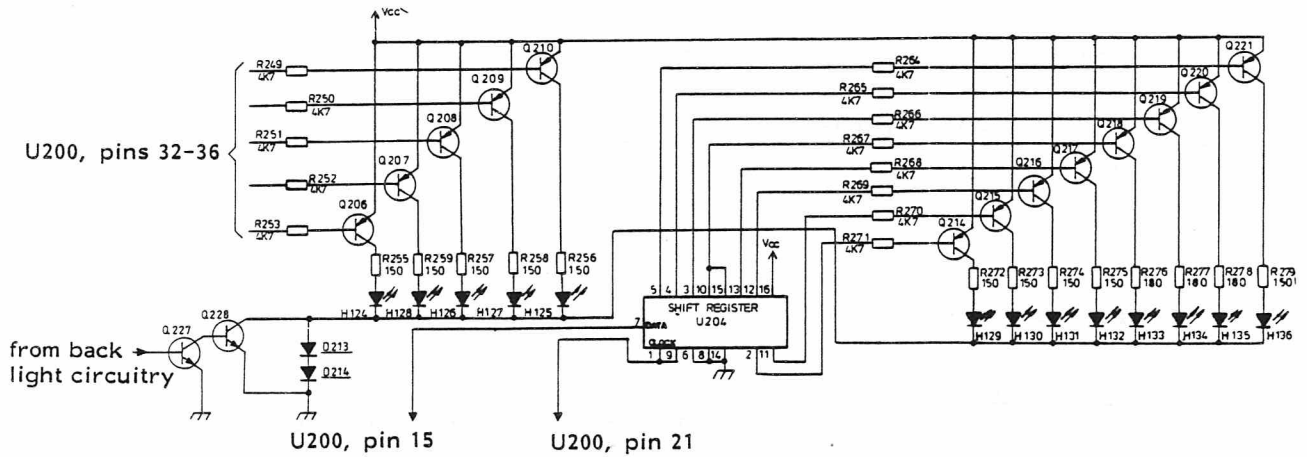 Vcc
Q210
Q221
R249
4K7
R264
4K7
Q209
Q220
R250
4K7
R265
4K7
Q208
Q219
R266
4K7
R251
4K7
Q218
R267
4K7
U200, pins 32-36
Q207
Q217
R268
4K7
R252
4K7
Q216
R269
4K7
Q206
Q215
R253
4K7
R270
4K7
Q214
R271
4K7
Vcc
R255 R259 R257 R258 R256
150 150 150 150 150
R272 R273 R274 R275 R276 R277 R278 R279
150 150 150 150 180 180 180 150
5 4 3 10 15 13 12 16
SHIFT REGISTER
U204
7 DATA
CLOCK
1 9 6 8 14 2 11
H124 H128 H126 H127 H125
H129 H130 H131 H132 H133 H134 H135 H136
Q227
Q228
D213
D214
from back
light circuitry
U200, pin 15
U200, pin 21